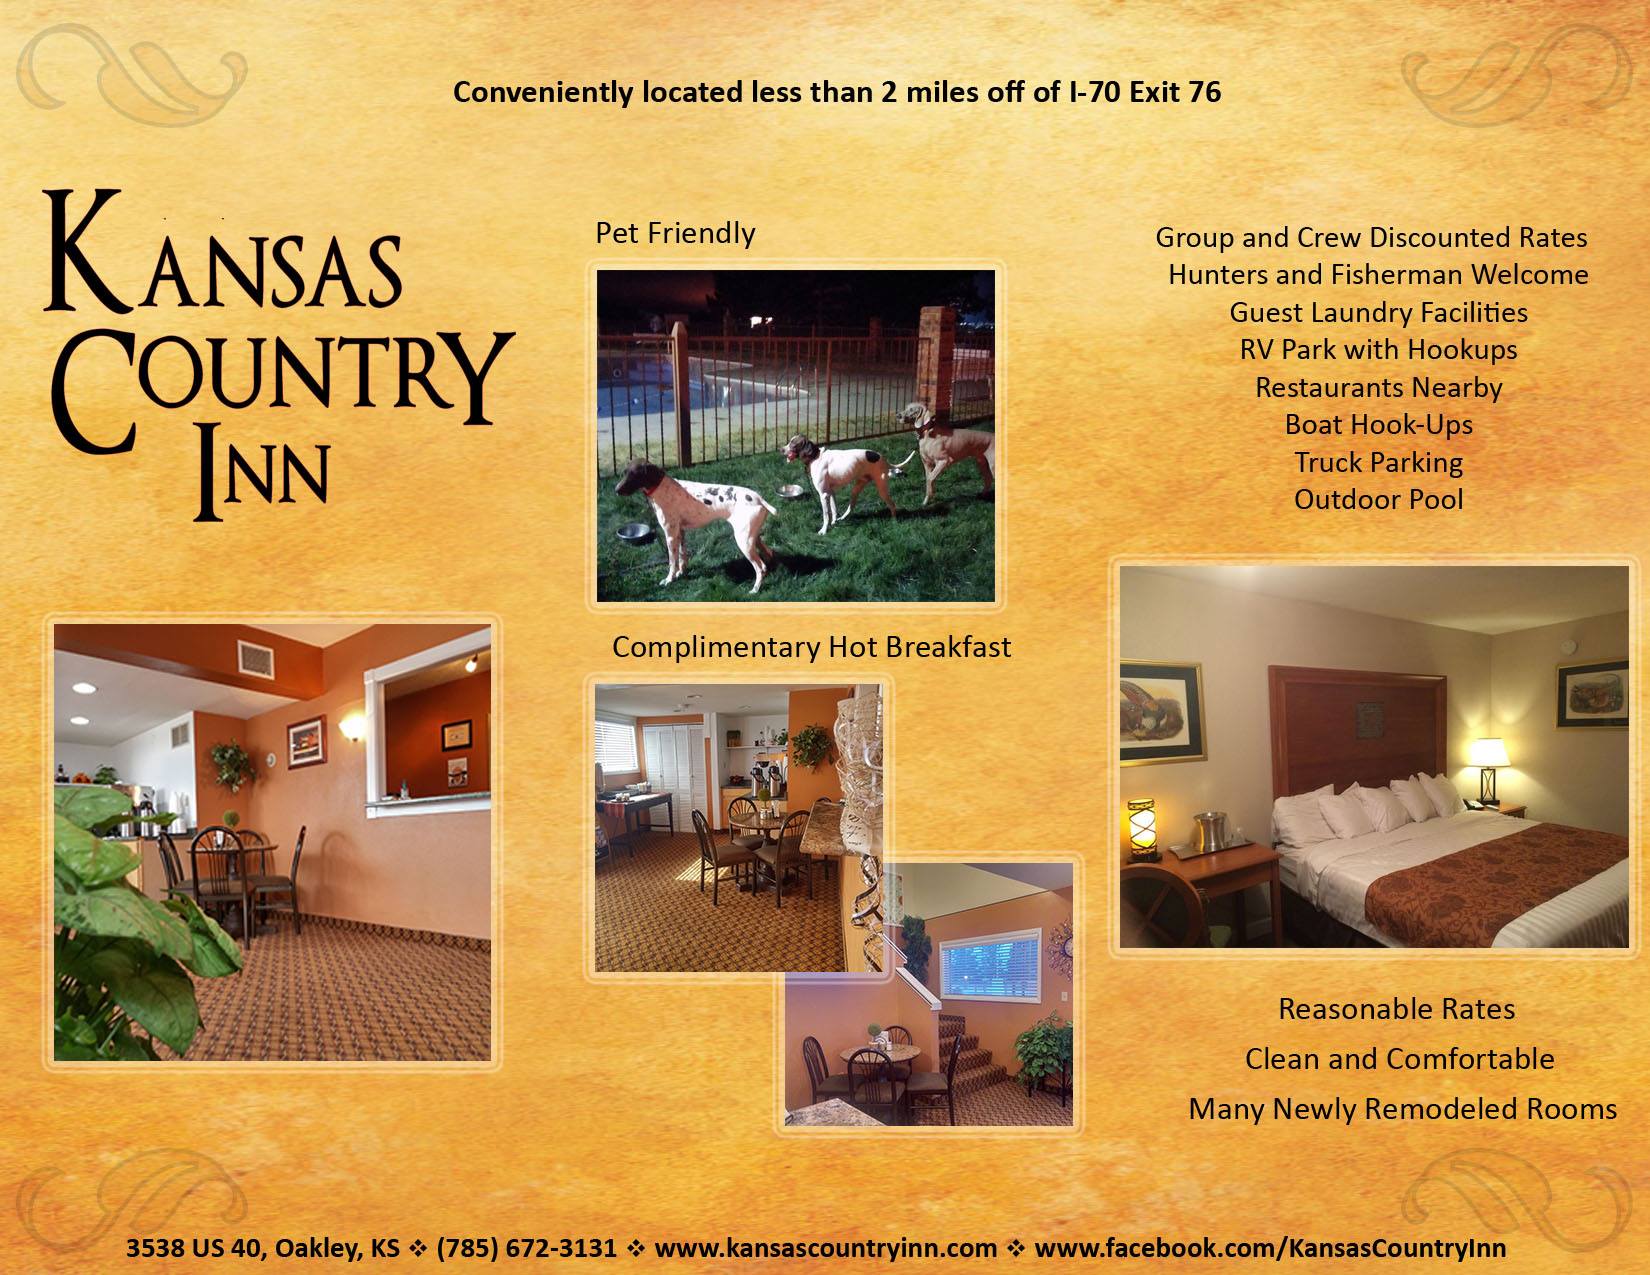 Conveniently located less than 2 miles off of I-70 Exit 76
KANSAS
COUNTRY
INN
Pet Friendly
Group and Crew Discounted Rates
Hunters and Fisherman Welcome
Guest Laundry Facilities
RV Park with Hookups
Restaurants Nearby
Boat Hook-Ups
Truck Parking
Outdoor Pool
Complimentary Hot Breakfast
Reasonable Rates
Clean and Comfortable
Many Newly Remodeled Rooms
3538 US 40, Oakley, KS ❖ (785) 672-3131 ❖ www.kansascountryinn.com ❖ www.facebook.com/KansasCountryInn